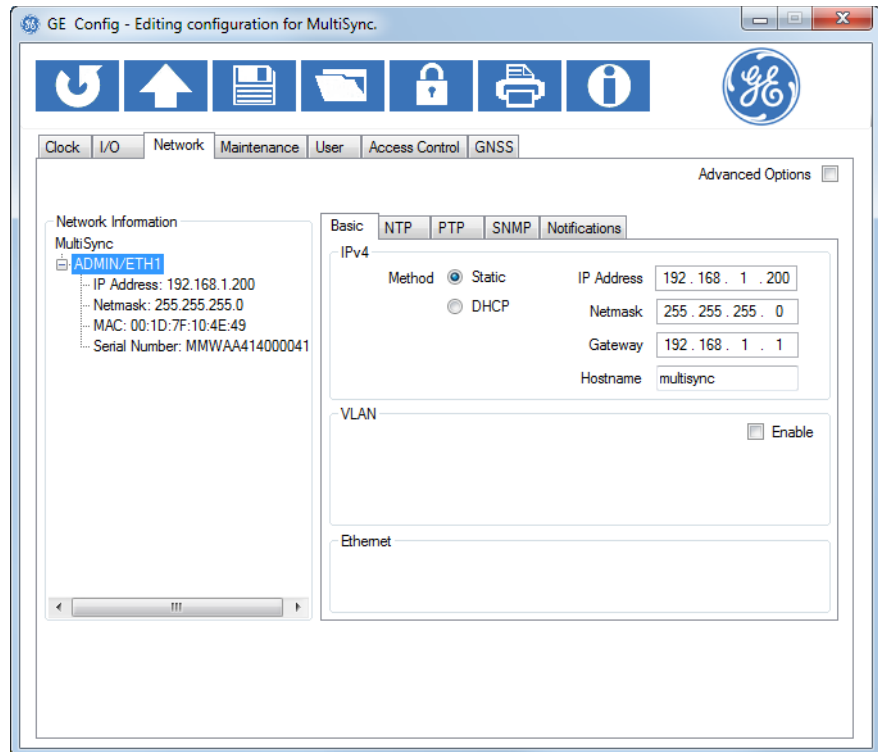 GE Config - Editing configuration for MultiSync.
Clock I/O Network Maintenance User Access Control GNSS
Advanced Options
Network Information
MultiSync
ADMIN/ETH1
IP Address: 192.168.1.200
Netmask: 255.255.255.0
MAC: 00:1D:7F:10:4E:49
Serial Number: MMWAA414000041
Basic NTP PTP SNMP Notifications
IPv4
Method Static IP Address 192 . 168 . 1 . 200
DHCP Netmask 255 . 255 . 255 . 0
Gateway 192 . 168 . 1 . 1
Hostname multisync
VLAN
Enable
Ethernet